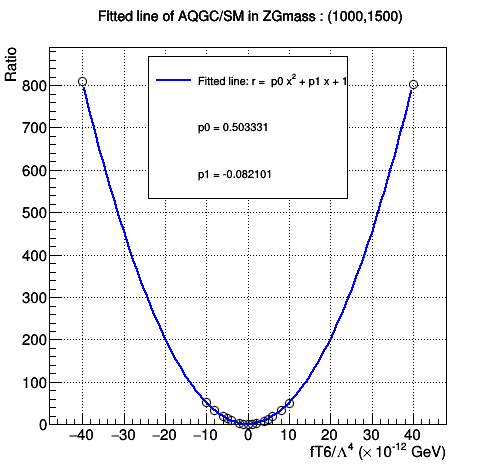 FItted line of AQGC/SM in ZGmass : (1000,1500)
Ratio
Fitted line: r = p0 x² + p1 x + 1
p0 = 0.503331
p1 = -0.082101
800
700
600
500
400
300
200
100
0
−40 −30 −20 −10 0 10 20 30 40
fT6/Λ⁴ (× 10⁻¹² GeV)